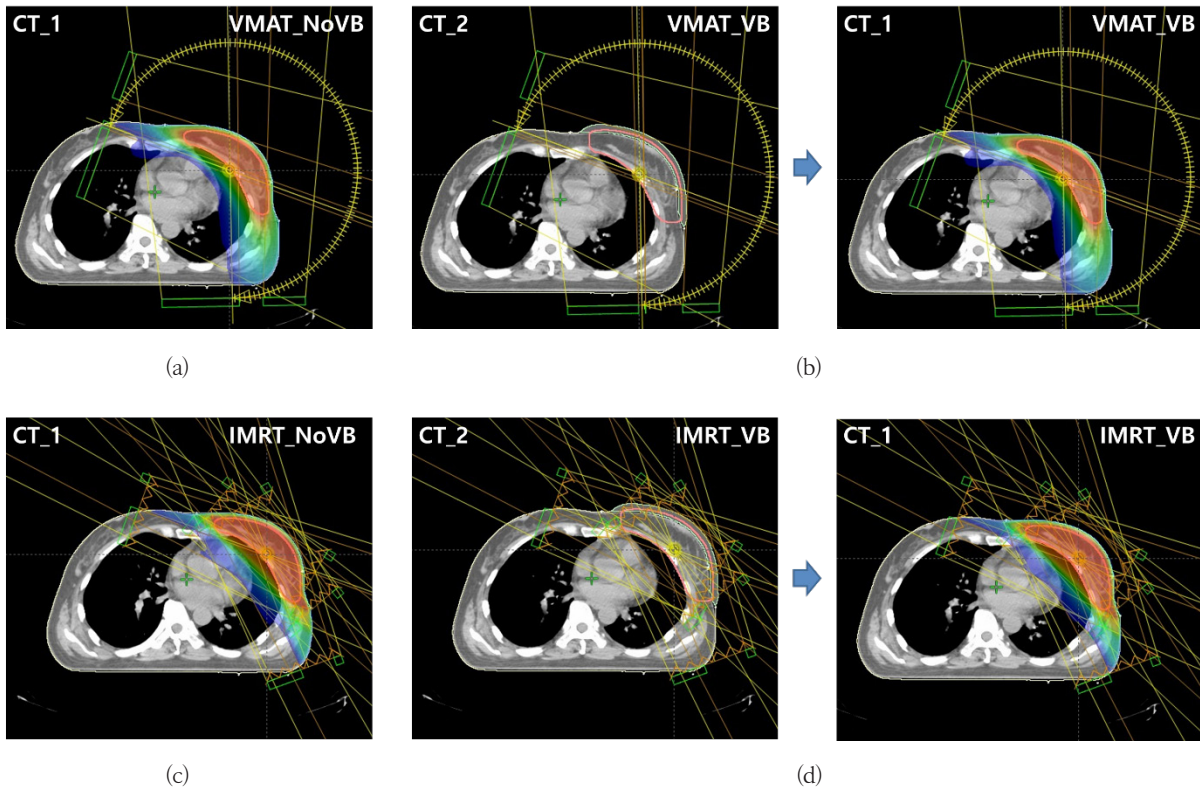 CT_1 VMAT_NoVB
CT_2 VMAT_VB
CT_1 VMAT_VB
(a)
(b)
CT_1 IMRT_NoVB
CT_2 IMRT_VB
CT_1 IMRT_VB
(c)
(d)